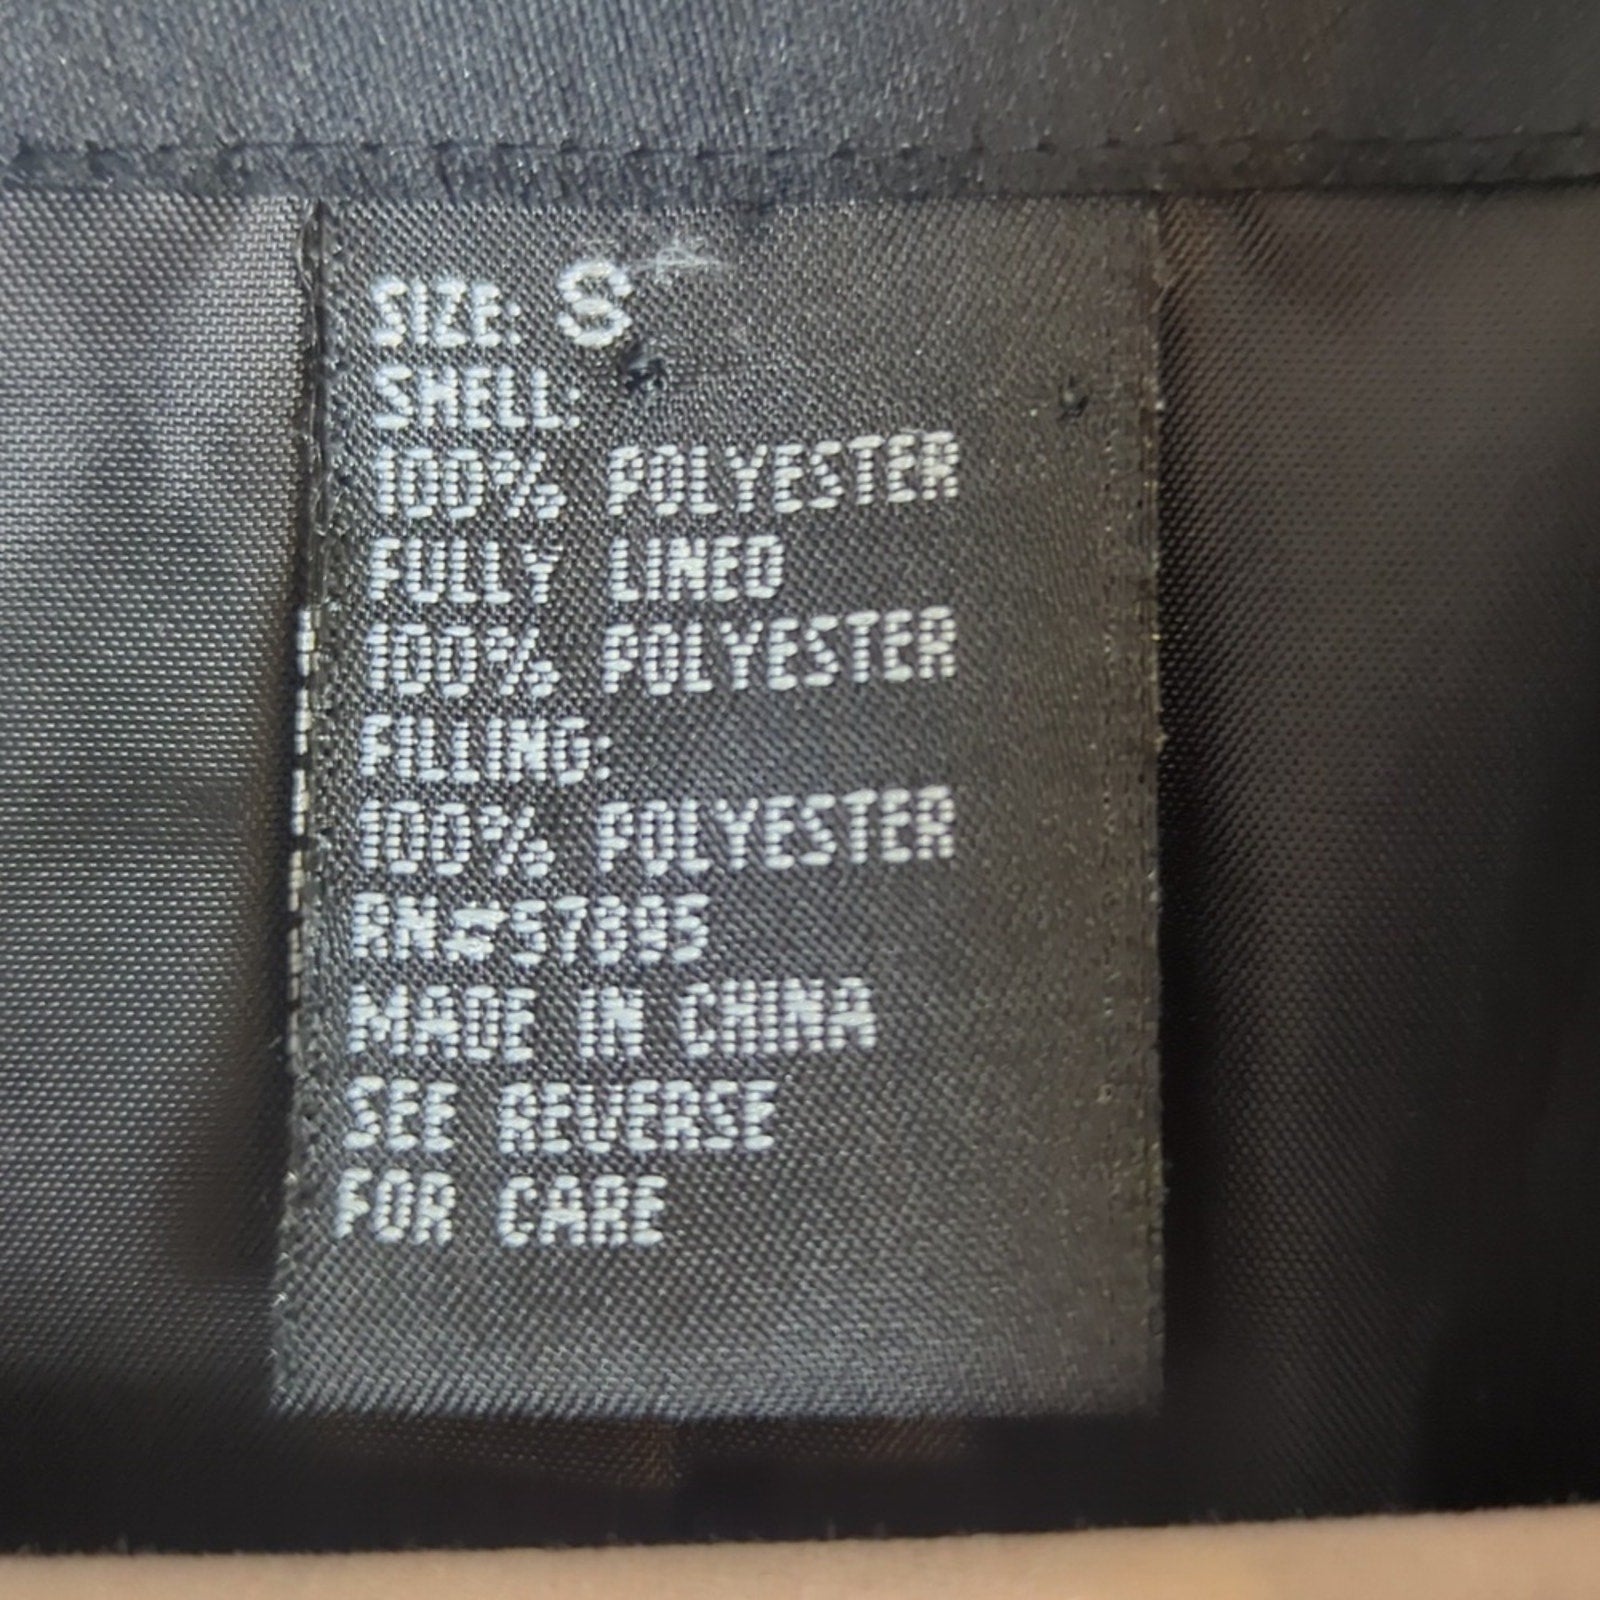 SIZE: S
SHELL:
100% POLYESTER
FULLY LINED
100% POLYESTER
FILLING:
100% POLYESTER
RN#57895
MADE IN CHINA
SEE REVERSE
FOR CARE